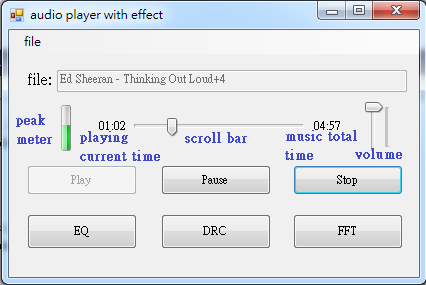 audio player with effect
file
file: Ed Sheeran - Thinking Out Loud+4
peak meter
01:02
04:57
playing current time
scroll bar
music total time
volume
Play Pause Stop
EQ DRC FFT